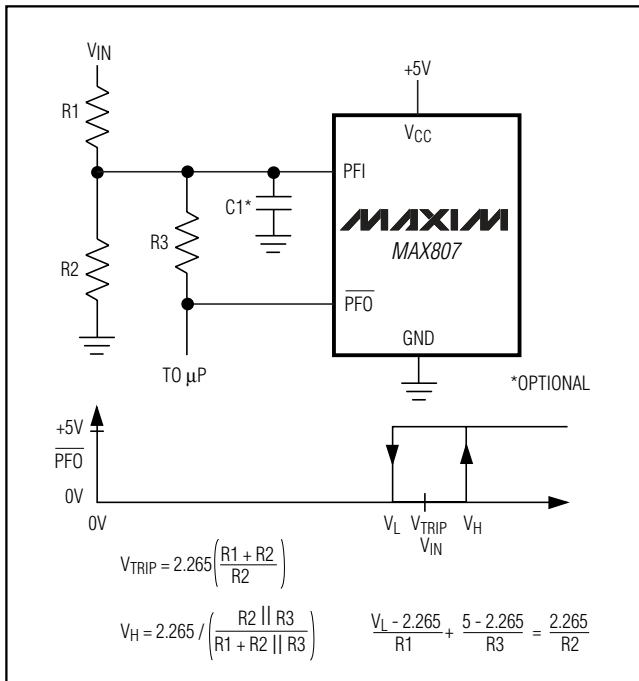 VIN
R1
+5V
VCC
PFI
C1*
MAXIM
R3
MAX807
R2
PFO
GND
TO μP
*OPTIONAL
+5V
PFO
0V
0V
VL
VTRIP
VH
VIN
VTRIP = 2.265(R1 + R2 / R2)
VH = 2.265 / (R2 || R3 / R1 + R2 || R3)
VL - 2.265 / R1 + 5 - 2.265 / R3 = 2.265 / R2